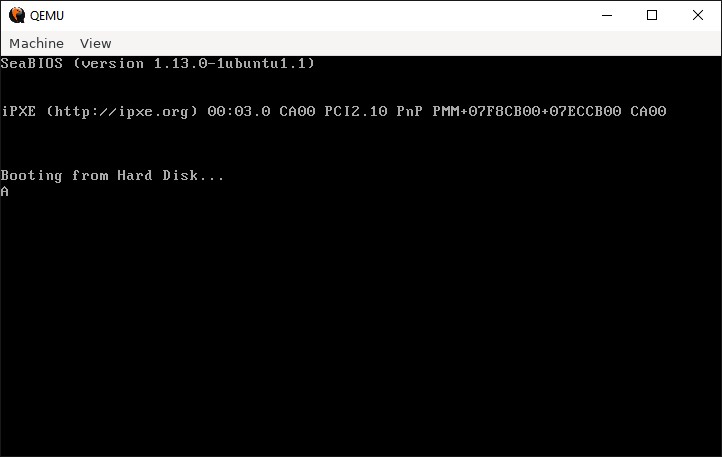 QEMU
Machine View
SeaBIOS (version 1.13.0-1ubuntu1.1)
iPXE (http://ipxe.org) 00:03.0 CA00 PCI2.10 PnP PMM+07F8CB00+07ECCB00 CA00
Booting from Hard Disk...
A